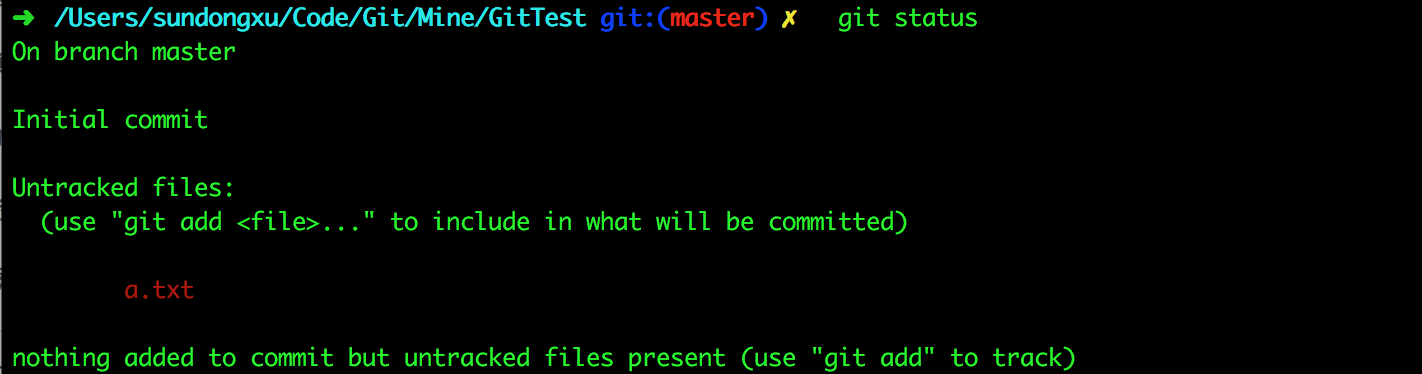 ➜ /Users/sundongxu/Code/Git/Mine/GitTest git:(master) ✗ git status
On branch master
Initial commit
Untracked files:
(use "git add <file>..." to include in what will be committed)
a.txt
nothing added to commit but untracked files present (use "git add" to track)